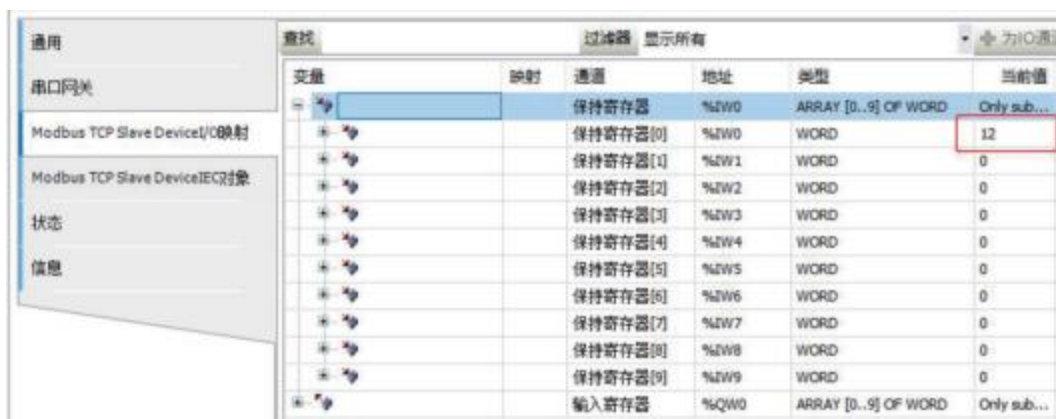 通用
串口网关
Modbus TCP Slave DeviceI/O映射
Modbus TCP Slave DeviceIEC对象
状态
信息
查找 过滤器 显示所有 为IO通
变量 映射 通道 地址 类型 当前值
保持寄存器 %IW0 ARRAY [0..9] OF WORD Only sub...
保持寄存器[0] %IW0 WORD 12
保持寄存器[1] %IW1 WORD 0
保持寄存器[2] %IW2 WORD 0
保持寄存器[3] %IW3 WORD 0
保持寄存器[4] %IW4 WORD 0
保持寄存器[5] %IW5 WORD 0
保持寄存器[6] %IW6 WORD 0
保持寄存器[7] %IW7 WORD 0
保持寄存器[8] %IW8 WORD 0
保持寄存器[9] %IW9 WORD 0
输入寄存器 %QW0 ARRAY [0..9] OF WORD Only sub...